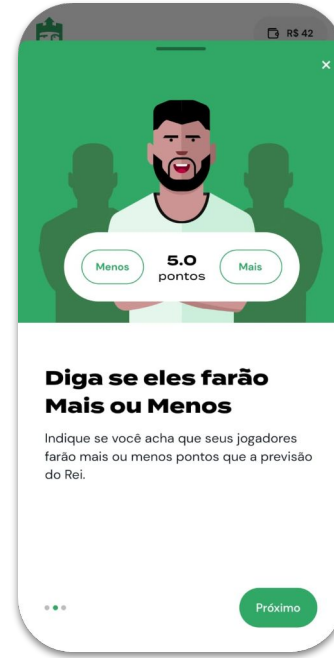 R$ 42
Menos
5.0
pontos
Mais
Diga se eles farão
Mais ou Menos
Indique se você acha que seus jogadores
farão mais ou menos pontos que a previsão
do Rei.
Próximo